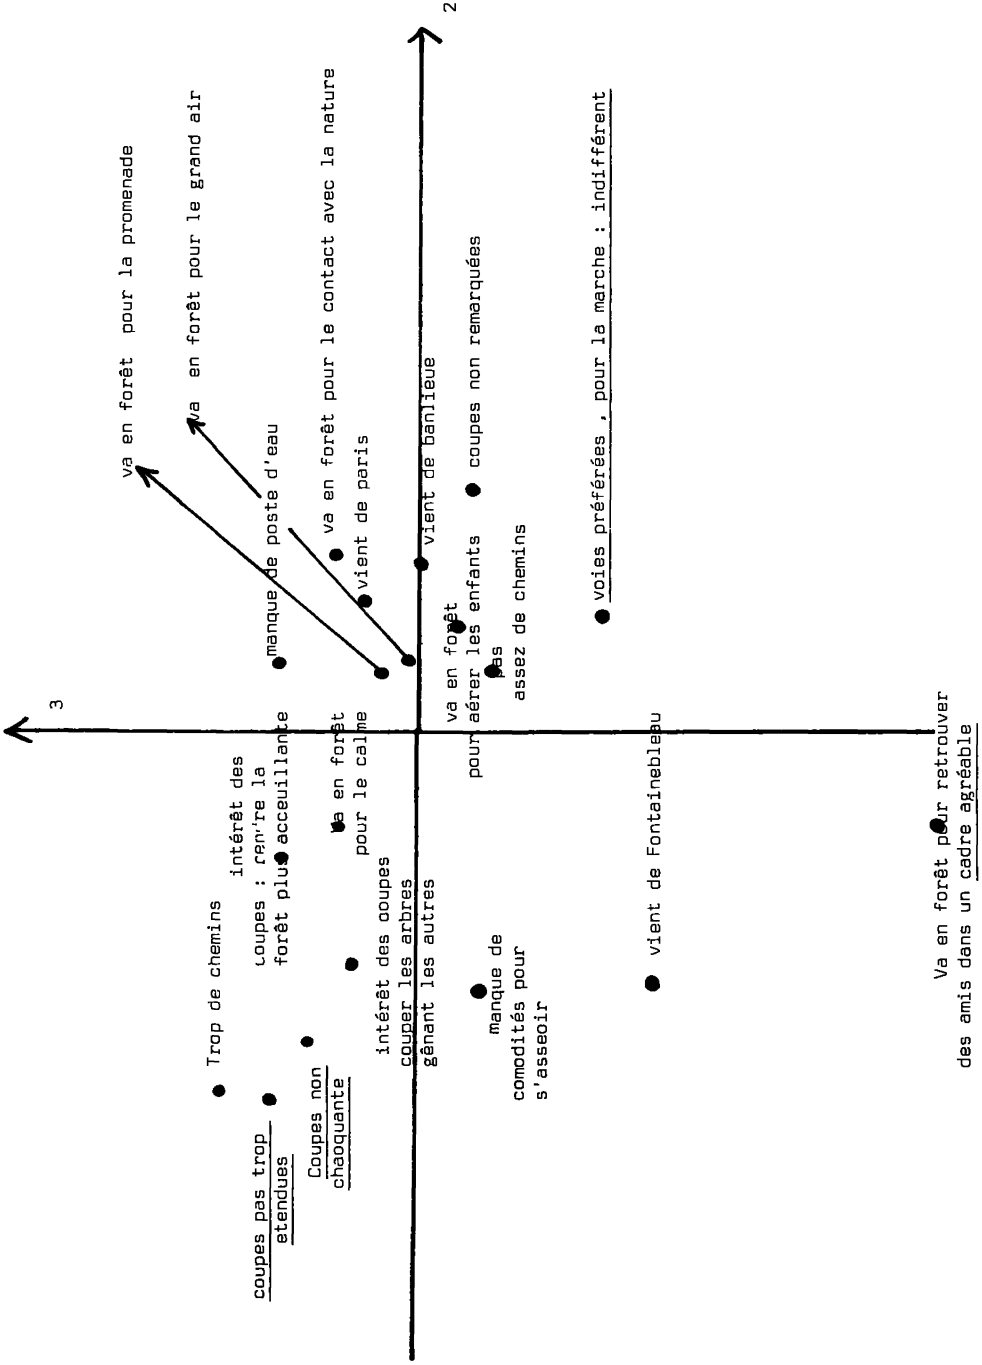 2
3
va en forêt pour la promenade
va en forêt pour le grand air
manque de poste d'eau
va en forêt pour le contact avec la nature
vient de paris
vient de banlieue
coupes non remarquées
va en forêt
pour aérer les enfants
pas
assez de chemins
voies préférées , pour la marche : indifférent
intérêt des
coupes : rendre la
forêt plus acceuillante
va en forêt
pour le calme
Trop de chemins
intérêt des coupes
couper les arbres
gênant les autres
Coupes non
chaoquante
coupes pas trop
etendues
manque de
comodités pour
s'asseoir
vient de Fontainebleau
Va en forêt pour retrouver
des amis dans un cadre agréable